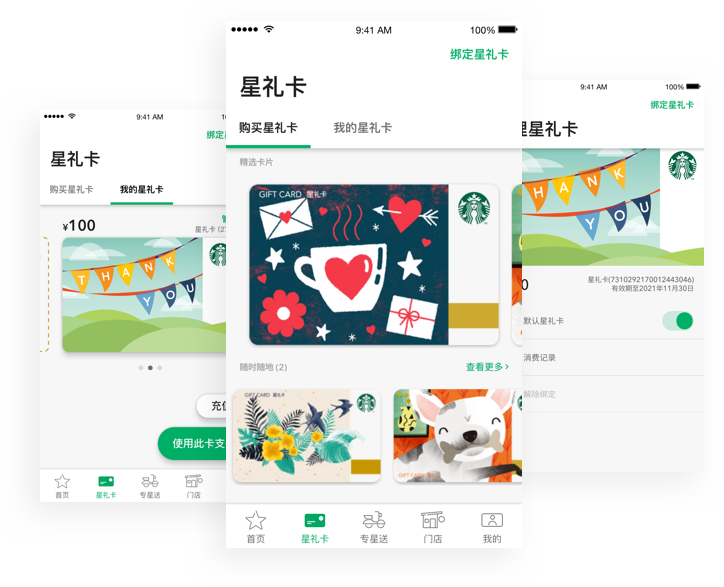 9:41 AM
100%
绑定星礼卡
星礼卡
购买星礼卡
我的星礼卡
精选卡片
GIFT CARD 星礼卡
随时随地 (2)
查看更多
GIFT CARD 星礼卡
GIFT CARD
首页
星礼卡
专星送
门店
我的
9:41 AM
绑定星
星礼卡
购买星礼卡
我的星礼卡
¥100
星礼卡 (7
THANK
YOU
充值
使用此卡支
首页
星礼卡
专星送
门店
9:41 AM
100%
绑定星礼卡
理星礼卡
HANK
YOU
0
星礼卡(7310292170012443046)
有效期至2021年11月30日
默认星礼卡
消费记录
解除绑定